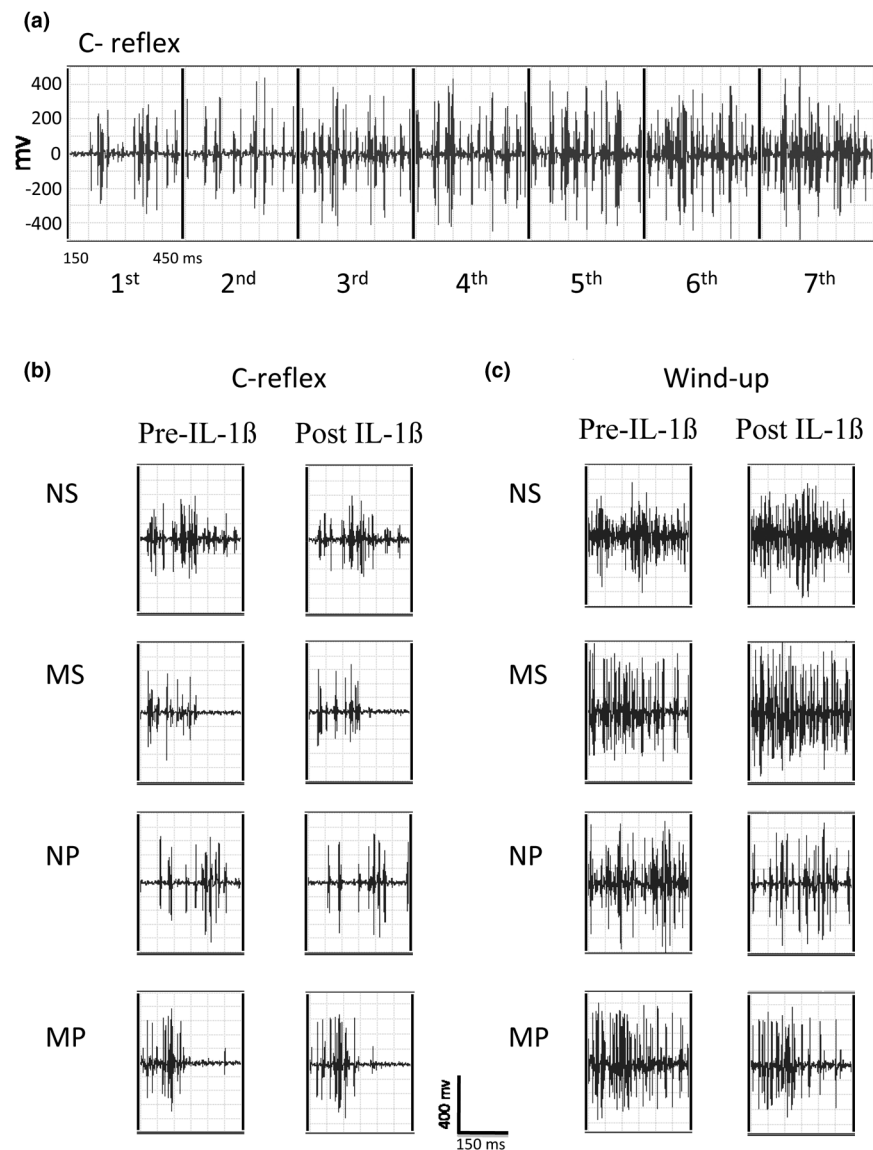 (a)
C- reflex
400
200
0
-200
-400
mv
150 450 ms
1st 2nd 3rd 4th 5th 6th 7th
(b) C-reflex
Pre-IL-1ß Post IL-1ß
NS
MS
NP
MP
400 mv
150 ms
(c) Wind-up
Pre-IL-1ß Post IL-1ß
NS
MS
NP
MP